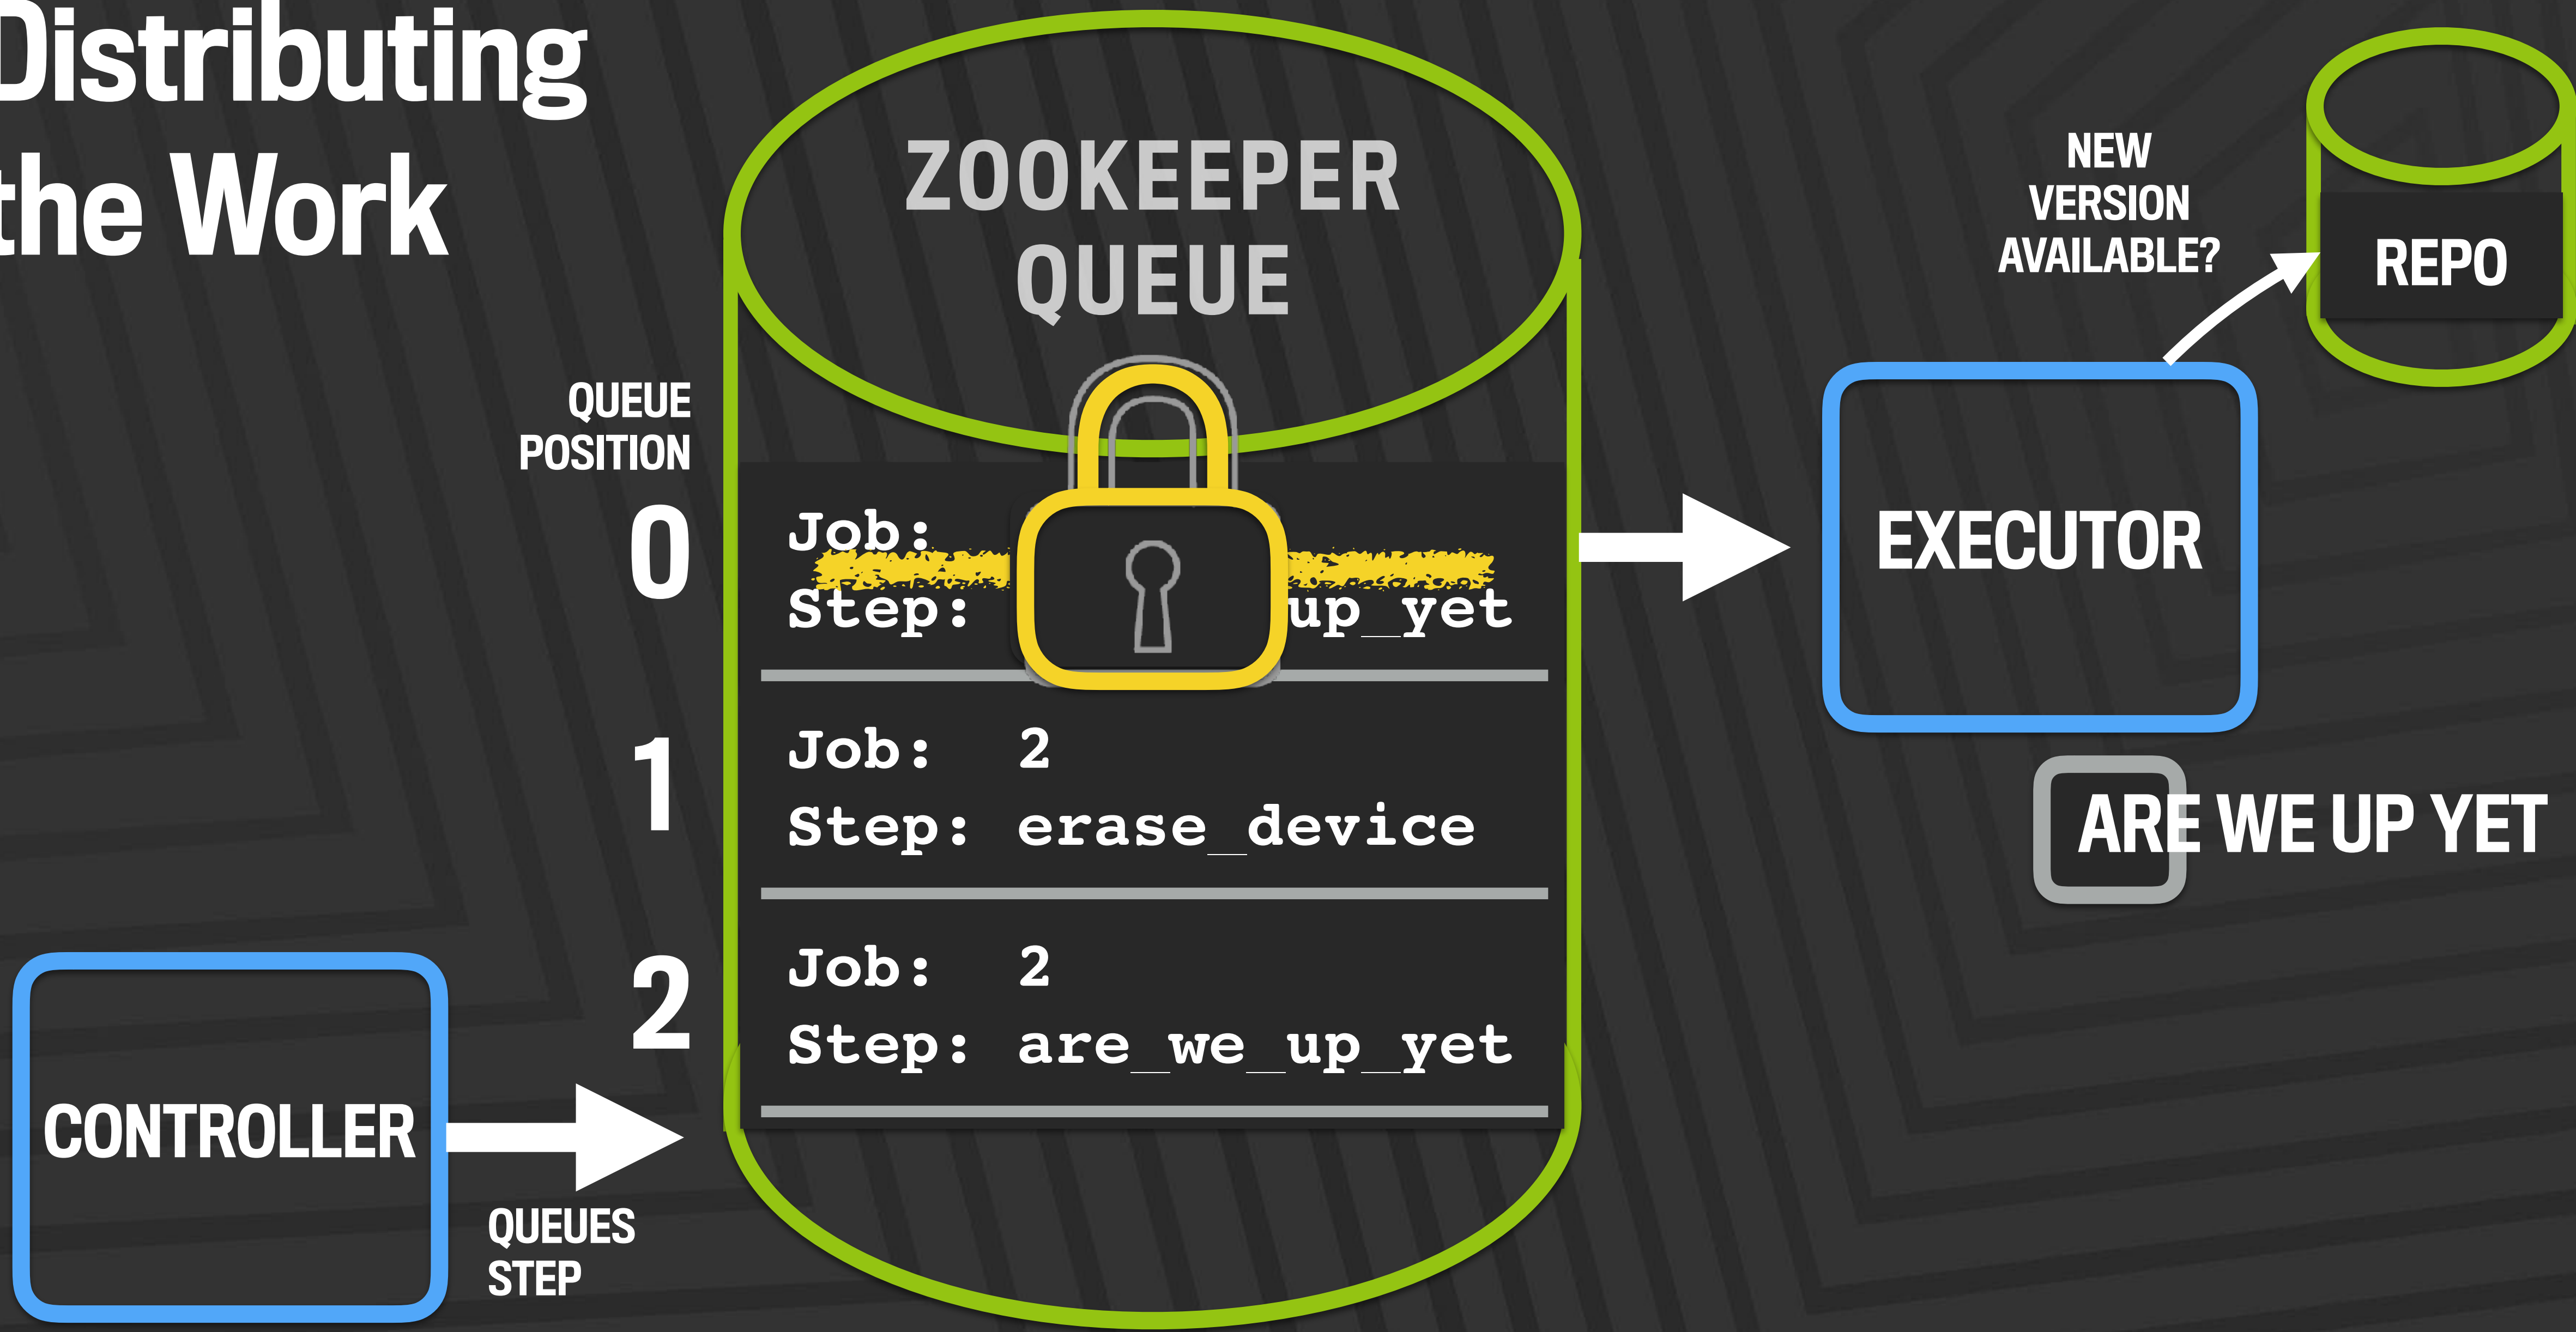 Distributing
the Work
ZOOKEEPER
QUEUE
QUEUE
POSITION
0
Job:
Step: up_yet
1
Job: 2
Step: erase_device
2
Job: 2
Step: are_we_up_yet
CONTROLLER
QUEUES
STEP
NEW
VERSION
AVAILABLE?
REPO
EXECUTOR
ARE WE UP YET